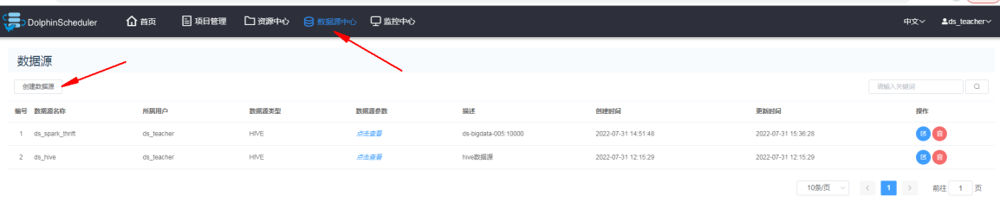 DolphinScheduler 首页 项目管理 资源中心 数据源中心 监控中心 中文 ds_teacher
数据源
创建数据源 请输入关键词
编号 数据源名称 所属用户 数据源类型 数据源参数 描述 创建时间 更新时间 操作
1 ds_spark_thrift ds_teacher HIVE 点击查看 ds-bigdata-005:10000 2022-07-31 14:51:48 2022-07-31 15:36:28
2 ds_hive ds_teacher HIVE 点击查看 hive数据源 2022-07-31 12:15:29 2022-07-31 12:15:29
10条/页 < 1 > 前往 1 页